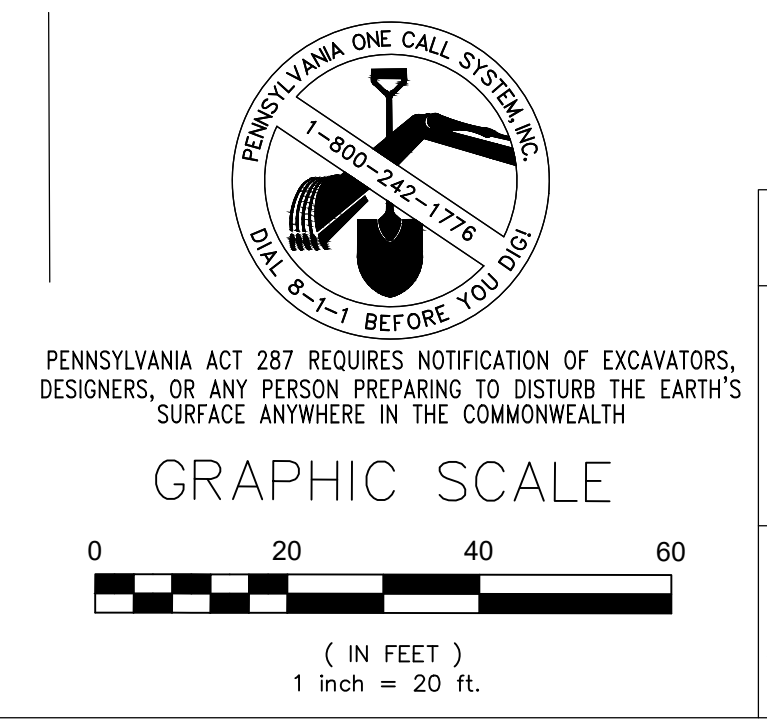 PENNSYLVANIA ONE CALL SYSTEM, INC.
1-800-242-1776
DIAL 8-1-1 BEFORE YOU DIG!
PENNSYLVANIA ACT 287 REQUIRES NOTIFICATION OF EXCAVATORS,
DESIGNERS, OR ANY PERSON PREPARING TO DISTURB THE EARTH'S
SURFACE ANYWHERE IN THE COMMONWEALTH
GRAPHIC SCALE
0 20 40 60
( IN FEET )
1 inch = 20 ft.